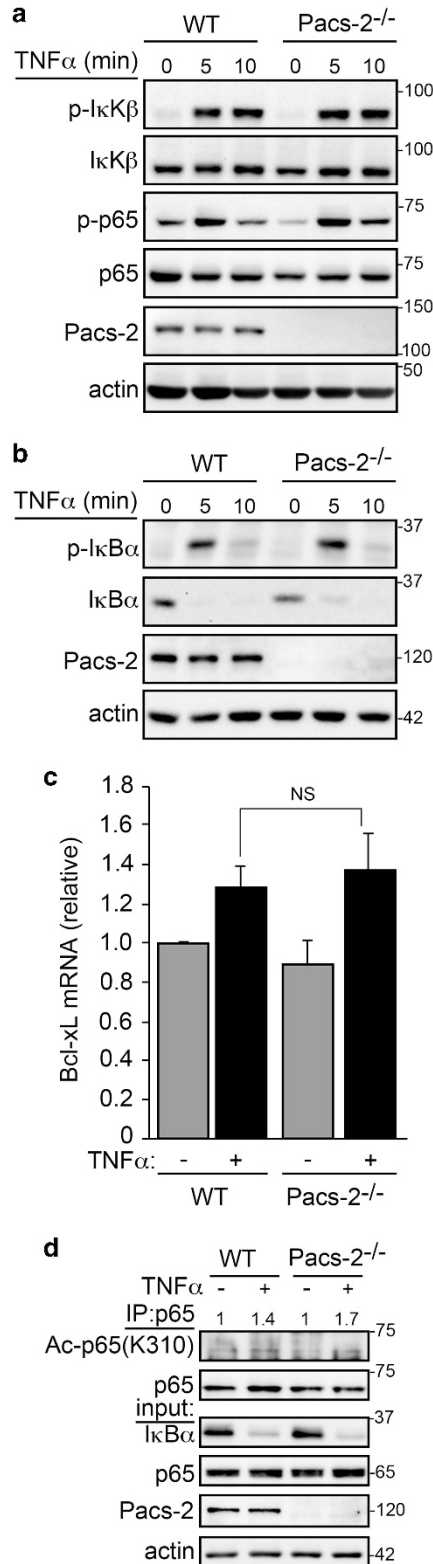 a
WT Pacs-2-/-
TNFα (min) 0 5 10 0 5 10
p-IκKβ -100
IκKβ -100
p-p65 -75
p65 -75
Pacs-2 -150
-100
actin -50
b
WT Pacs-2-/-
TNFα (min) 0 5 10 0 5 10
p-IκBα -37
IκBα -37
Pacs-2 -120
actin -42
c
Bcl-xL mRNA (relative)
1.8
1.6
1.4
1.2
1.0
0.8
0.6
0.4
0.2
0
NS
TNFα: - + - +
WT Pacs-2-/-
d
WT Pacs-2-/-
TNFα - + - +
IP:p65 1 1.4 1 1.7
Ac-p65(K310) -75
p65
input: -37
IκBα
p65 -65
Pacs-2 -120
actin -42